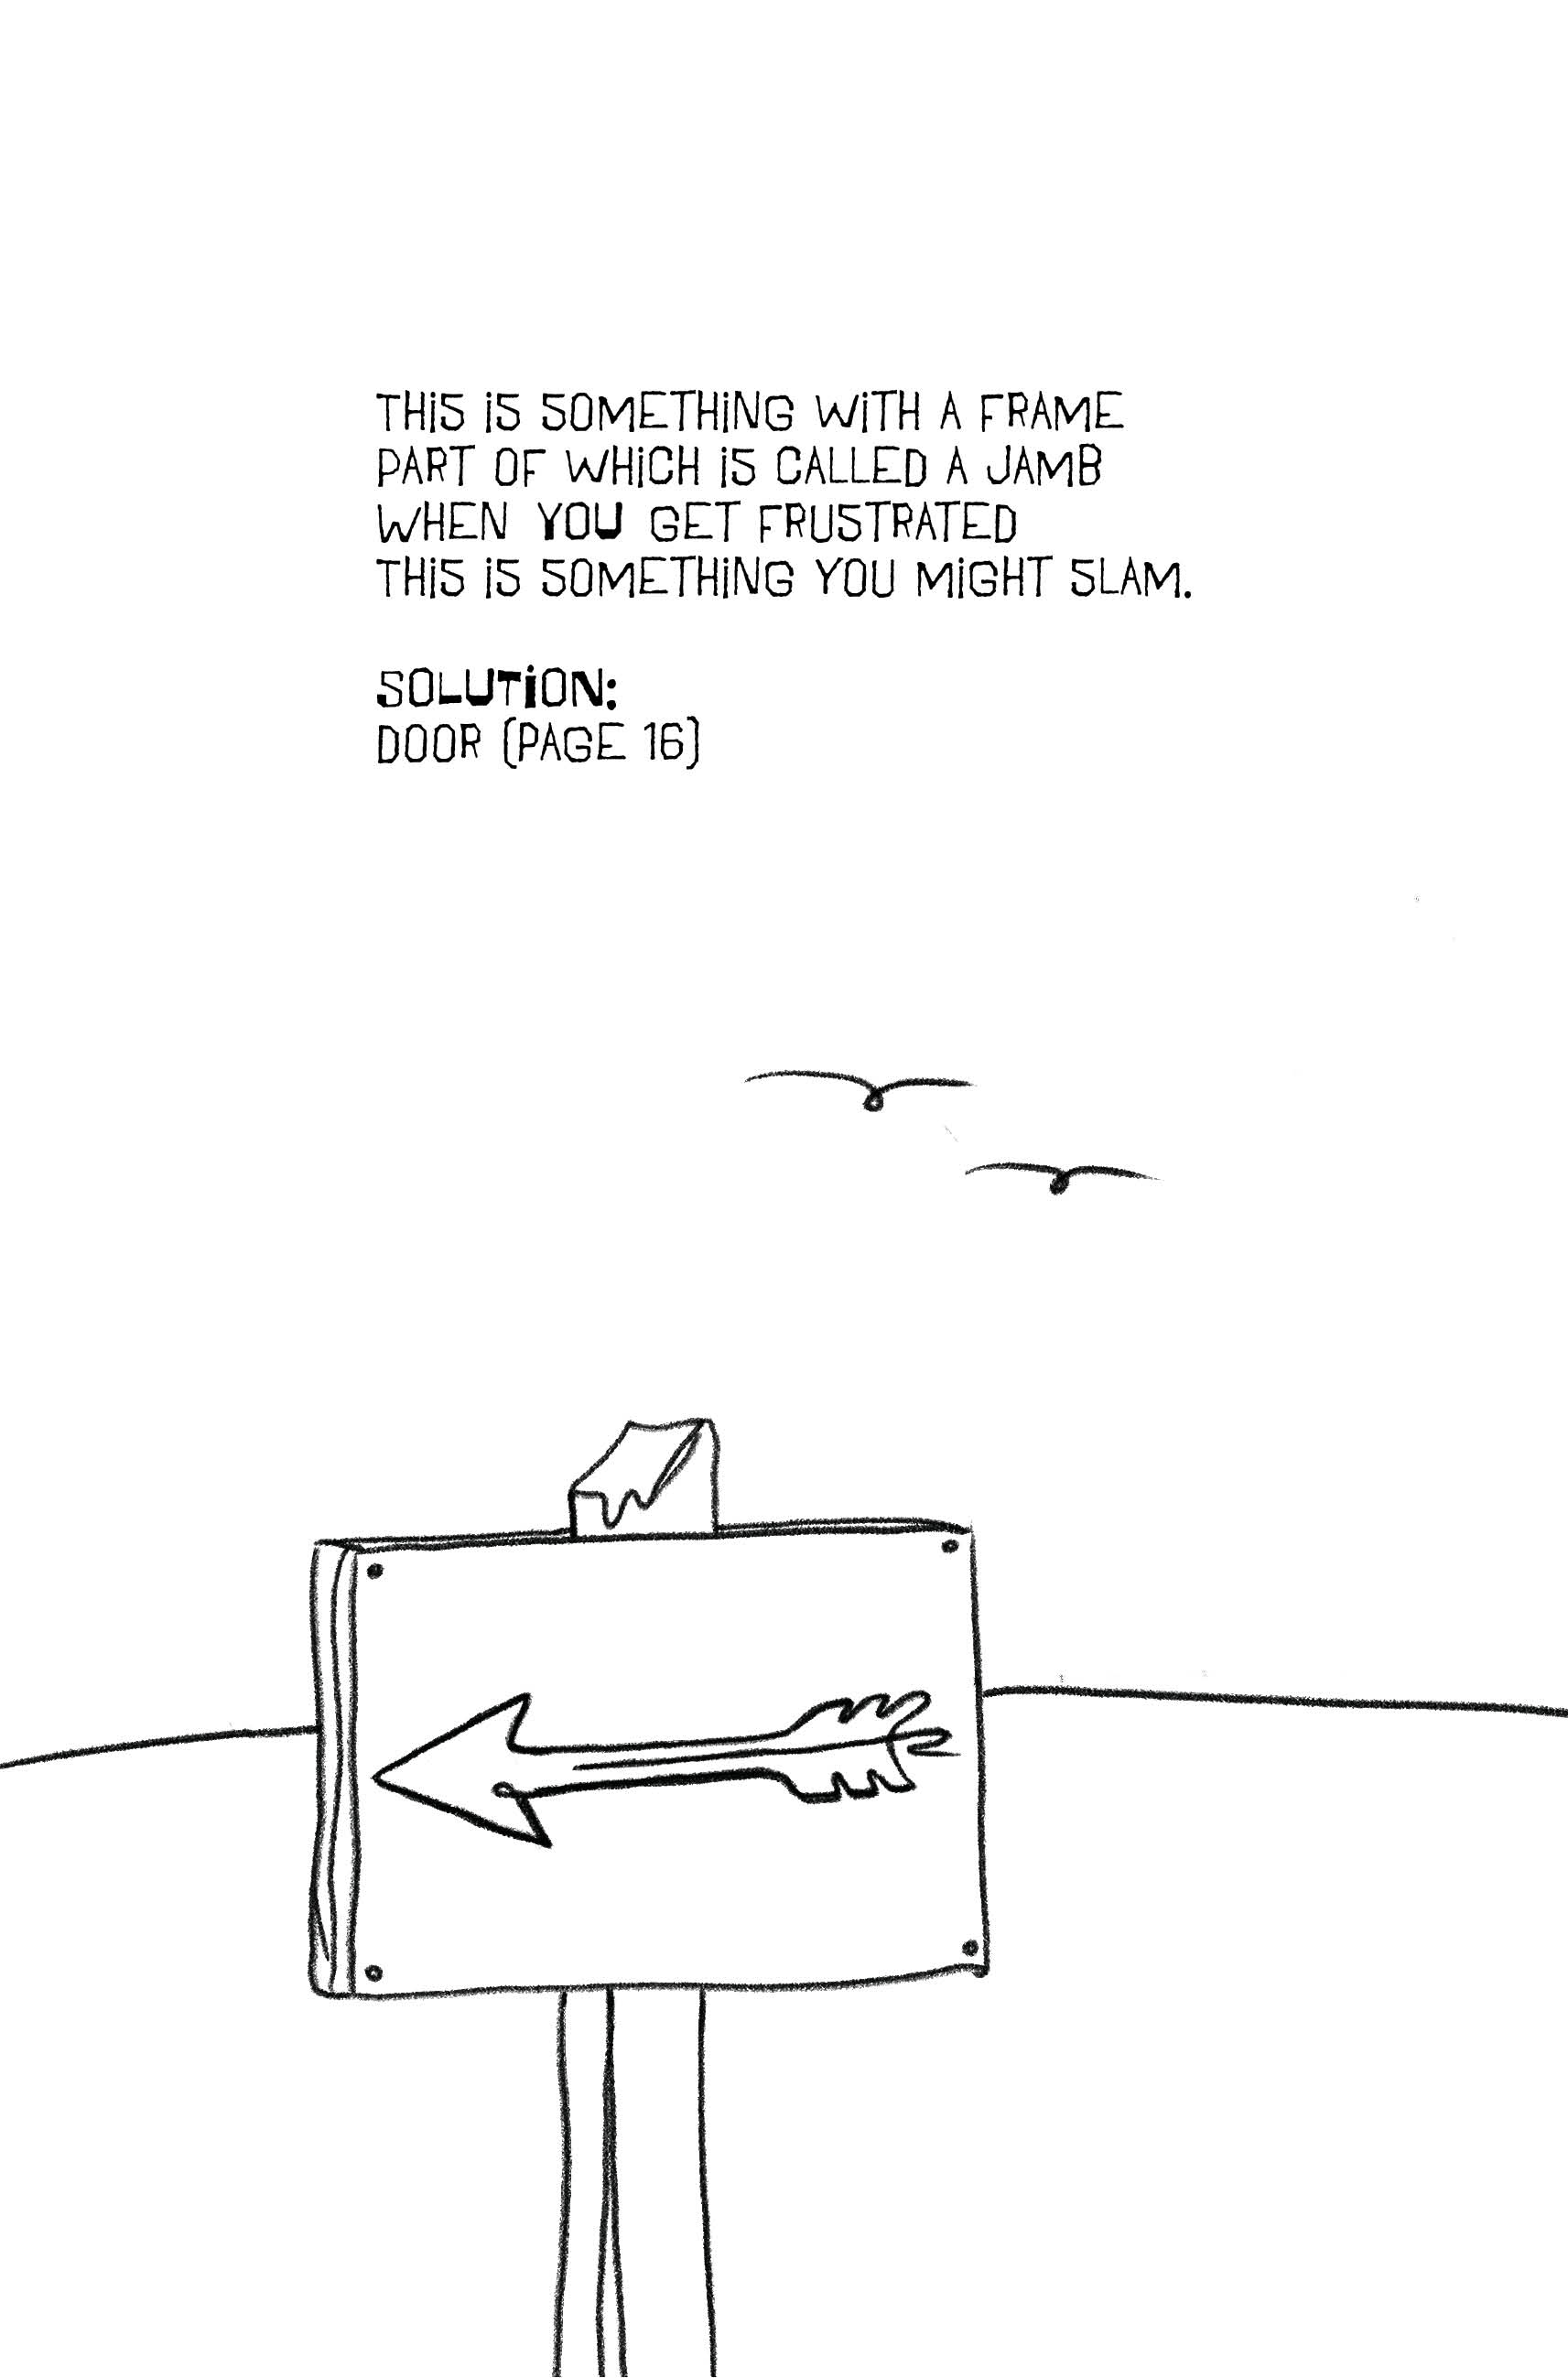 THIS IS SOMETHING WITH A FRAME
PART OF WHICH IS CALLED A JAMB
WHEN YOU GET FRUSTRATED
THIS IS SOMETHING YOU MIGHT SLAM.
SOLUTION:
DOOR (PAGE 16)